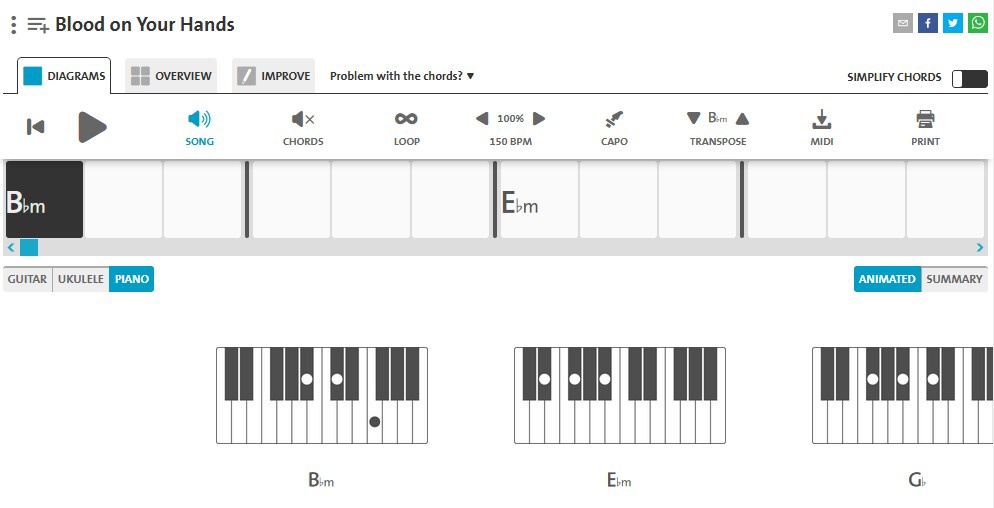 Blood on Your Hands
DIAGRAMS OVERVIEW IMPROVE Problem with the chords? ▼ SIMPLIFY CHORDS
100% B♭m
SONG CHORDS LOOP 150 BPM CAPO TRANSPOSE MIDI PRINT
B♭m E♭m
GUITAR UKULELE PIANO ANIMATED SUMMARY
B♭m E♭m G♭